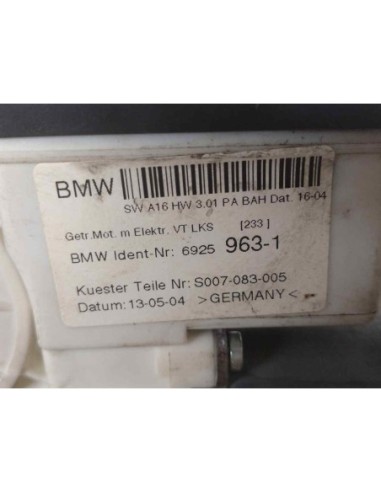 BMW
SW A16 HW 3.01 PA BAH Dat. 16-04
Getr.Mot. m Elektr. VT LKS [233]
BMW Ident-Nr: 6925 963-1
Kuester Teile Nr: S007-083-005
Datum: 13-05-04 >GERMANY<